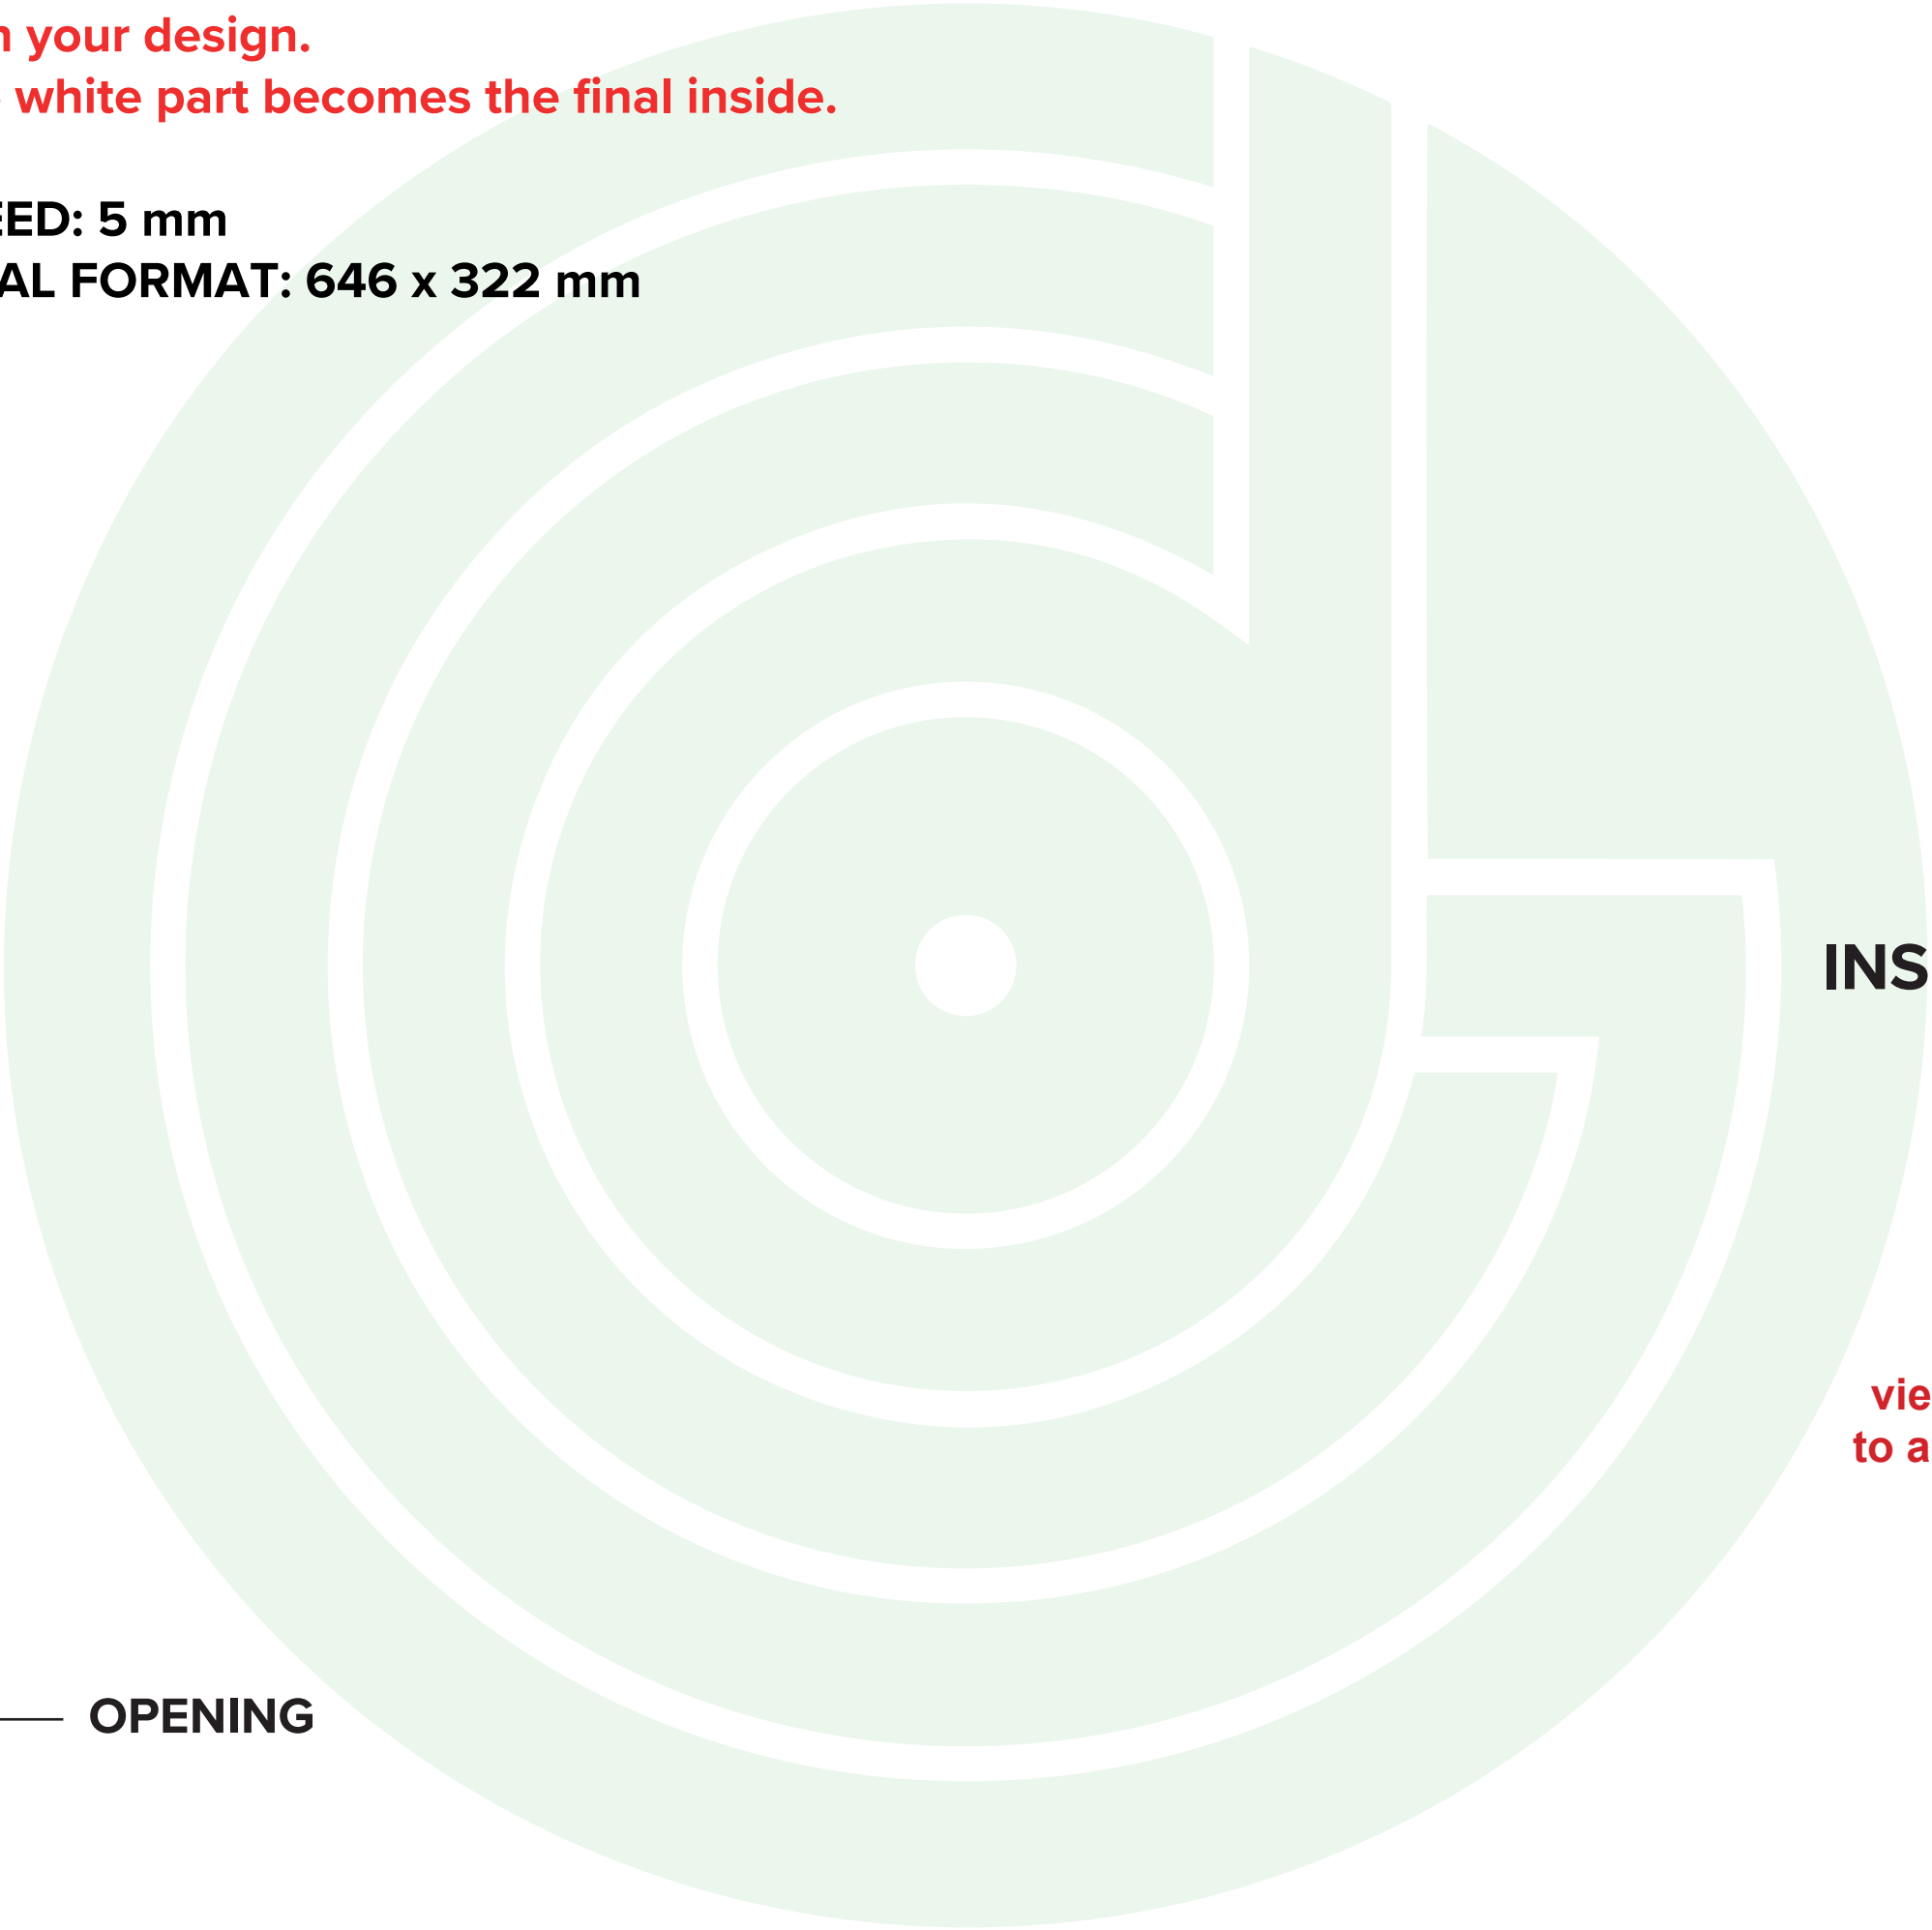 your design.
white part becomes the final inside.
EED: 5 mm
AL FORMAT: 646 x 322 mm
INS
vie
to a
OPENING